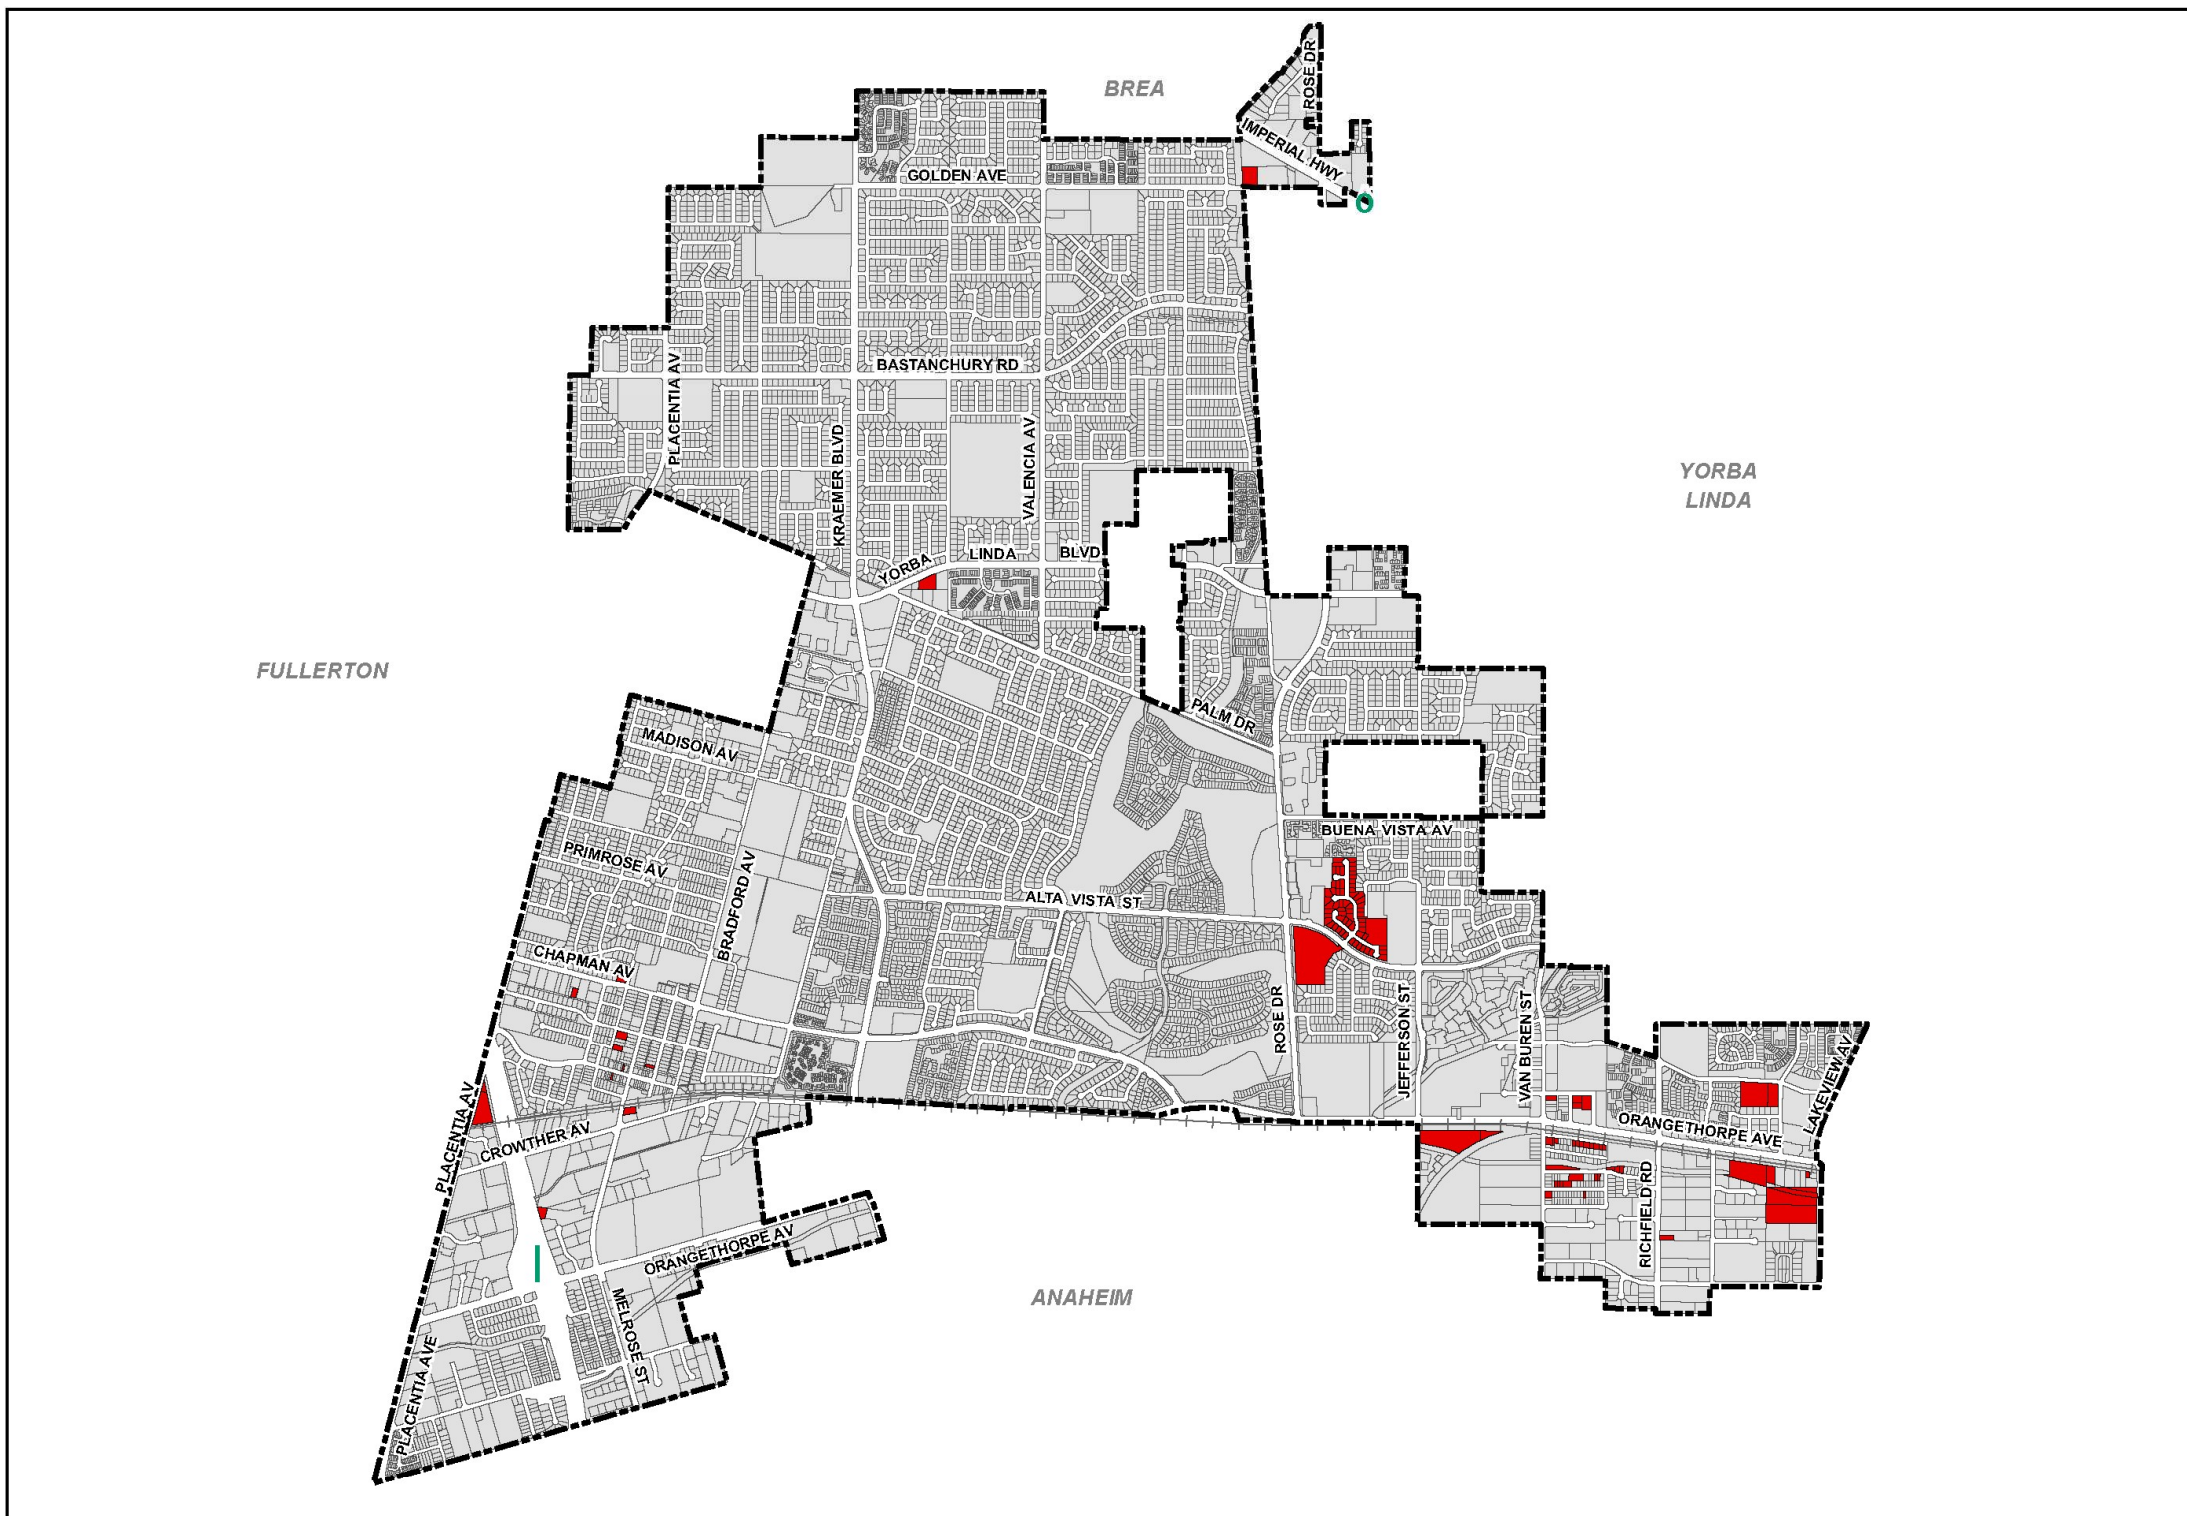 BREA
ROSE DR
IMPERIAL HWY
GOLDEN AVE
BASTANCHURY RD
PLACENTIA AV
KRAEMER BLVD
VALENCIA AV
YORBA
LINDA
YORBA
LINDA
BLVD
FULLERTON
PALM DR
MADISON AV
BUENA VISTA AV
PRIMROSE AV
BRADFORD AV
ALTA VISTA ST
CHAPMAN AV
ROSE DR
JEFFERSON ST
VAN BUREN ST
LAKEVIEW AV
PLACENTIA AV
CROWTHER AV
ORANGETHORPE AVE
RICHFIELD RD
ORANGETHORPE AV
ANAHEIM
MELROSE ST
PLACENTIA AVE